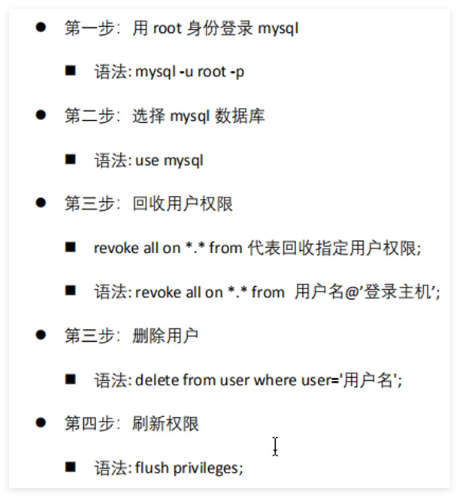 第一步：用 root 身份登录 mysql
语法: mysql -u root -p
第二步：选择 mysql 数据库
语法: use mysql
第三步：回收用户权限
revoke all on *.* from 代表回收指定用户权限;
语法: revoke all on *.* from 用户名@'登录主机';
第三步：删除用户
语法: delete from user where user='用户名';
第四步：刷新权限
语法: flush privileges;